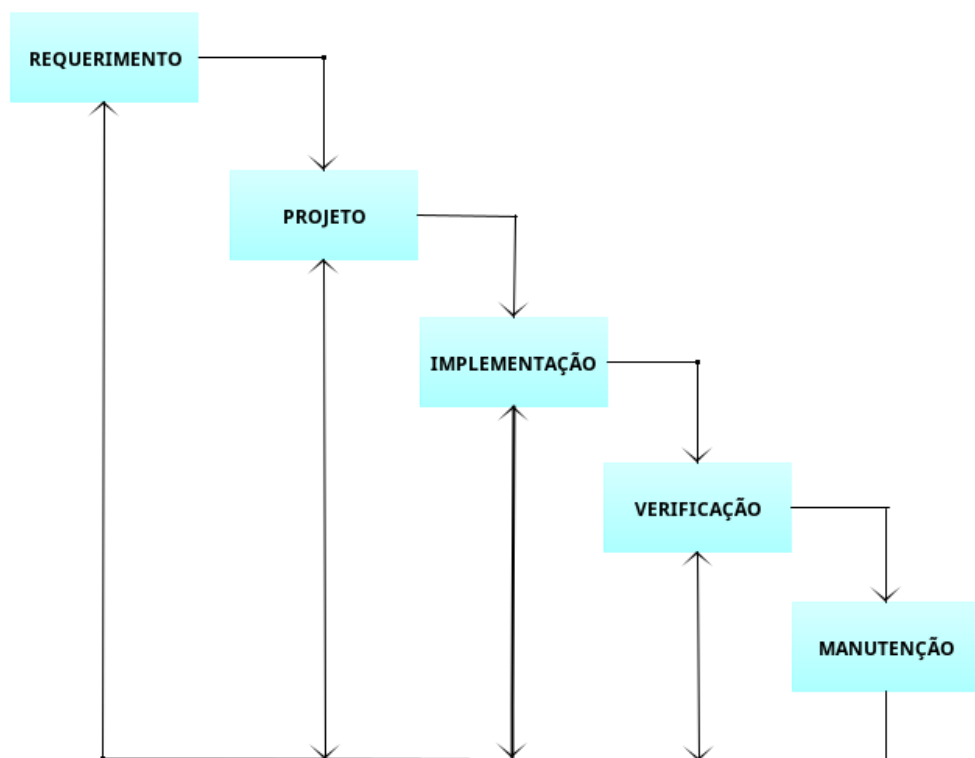 REQUERIMENTO
PROJETO
IMPLEMENTAÇÃO
VERIFICAÇÃO
MANUTENÇÃO